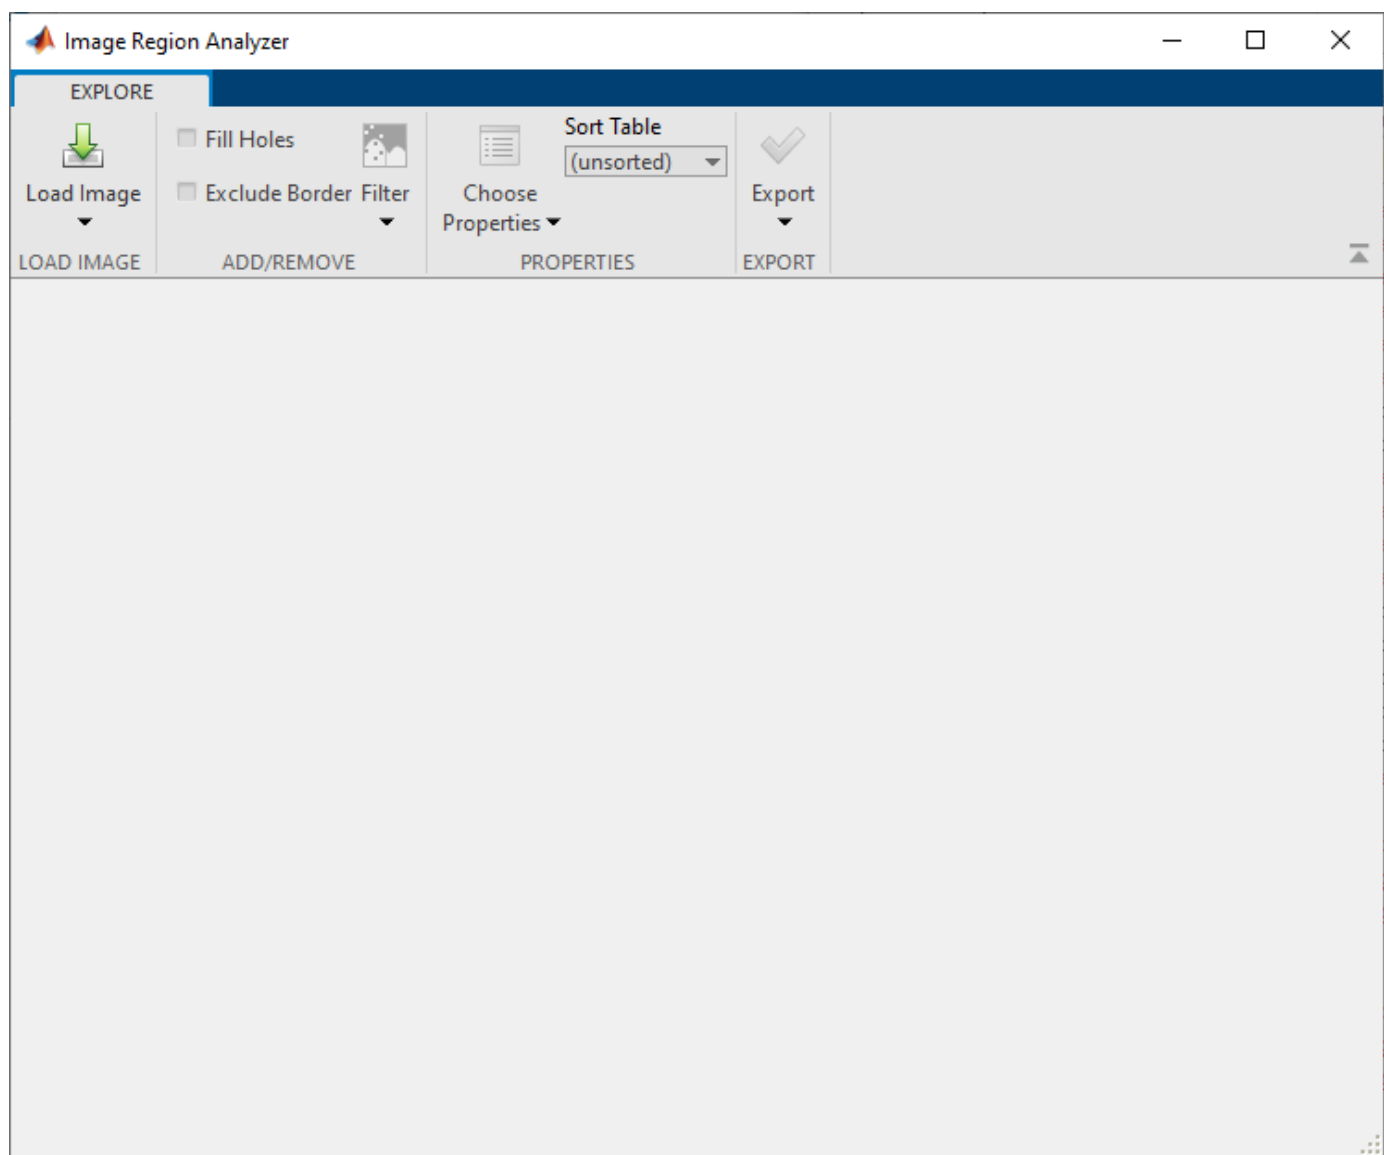 Image Region Analyzer
EXPLORE
Load Image
LOAD IMAGE
Fill Holes
Exclude Border
Filter
ADD/REMOVE
Choose
Properties
Sort Table
(unsorted)
PROPERTIES
Export
EXPORT